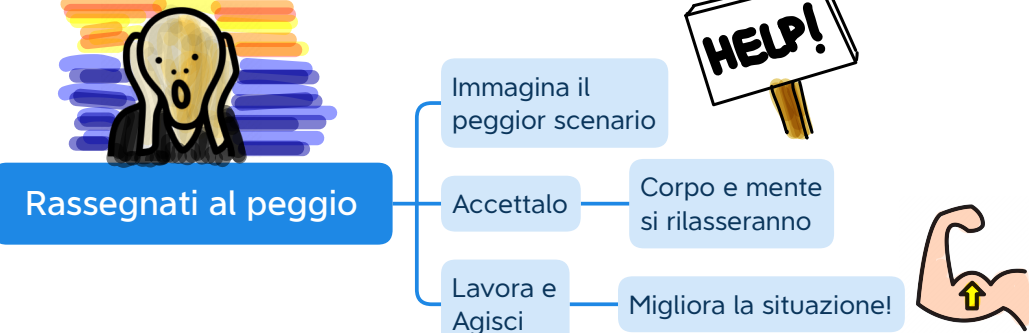 HELP!
Immagina il
peggior scenario
Rassegnati al peggio
Accettalo
Corpo e mente
si rilasseranno
Lavora e
Agisci
Migliora la situazione!